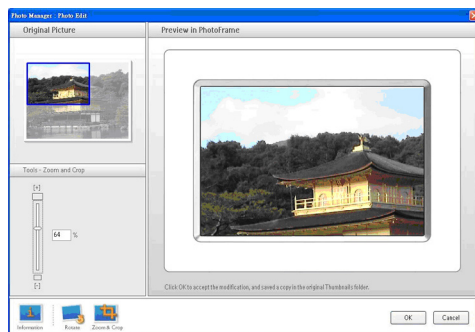 Photo Manager : Photo Edit
Original Picture
Preview in PhotoFrame
Tools - Zoom and Crop
[+]
64 %
[-]
Click OK to accept the modification, and saved a copy in the original Thumbnails folder.
Information
Rotate
Zoom & Crop
OK
Cancel